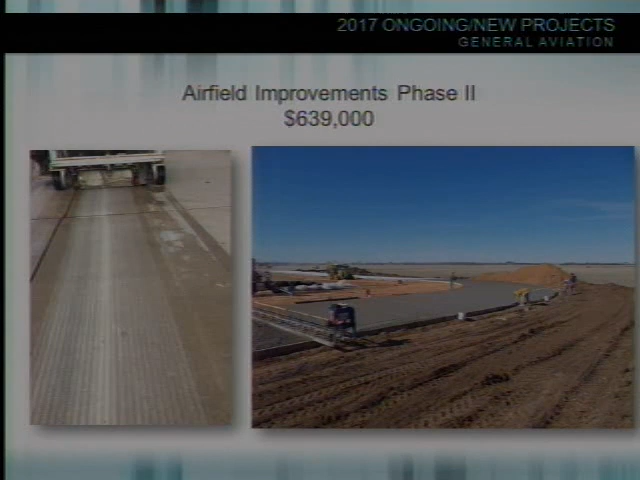 2017 ONGOING/NEW PROJECTS
GENERAL AVIATION
Airfield Improvements Phase II
$639,000